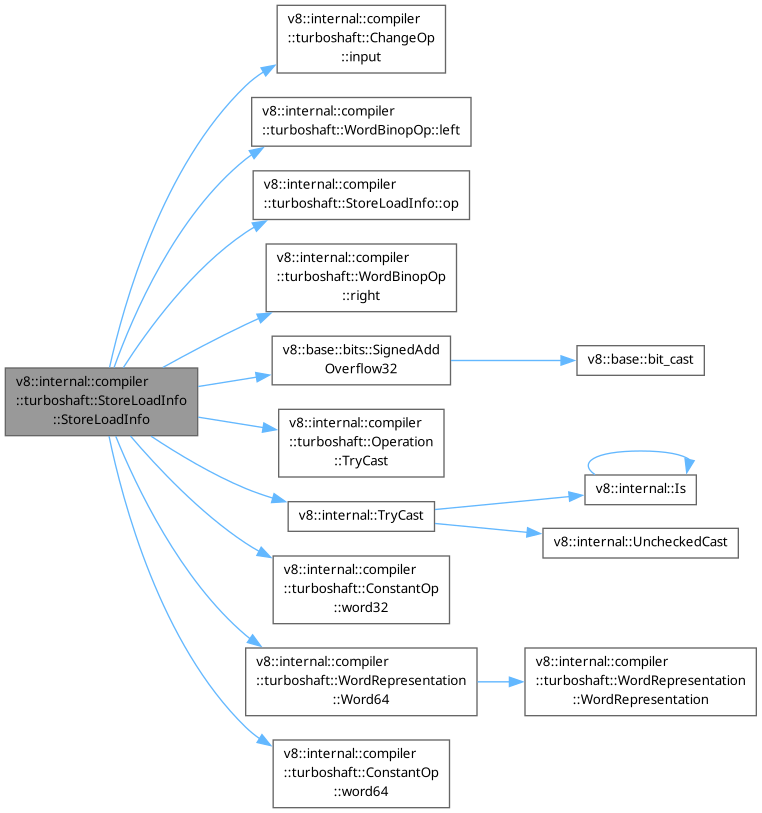 v8::internal::compiler
::turboshaft::ChangeOp
::input
v8::internal::compiler
::turboshaft::WordBinopOp::left
v8::internal::compiler
::turboshaft::StoreLoadInfo::op
v8::internal::compiler
::turboshaft::WordBinopOp
::right
v8::base::bits::SignedAdd
Overflow32
v8::base::bit_cast
v8::internal::compiler
::turboshaft::StoreLoadInfo
::StoreLoadInfo
v8::internal::compiler
::turboshaft::Operation
::TryCast
v8::internal::Is
v8::internal::TryCast
v8::internal::UncheckedCast
v8::internal::compiler
::turboshaft::ConstantOp
::word32
v8::internal::compiler
::turboshaft::WordRepresentation
::Word64
v8::internal::compiler
::turboshaft::WordRepresentation
::WordRepresentation
v8::internal::compiler
::turboshaft::ConstantOp
::word64